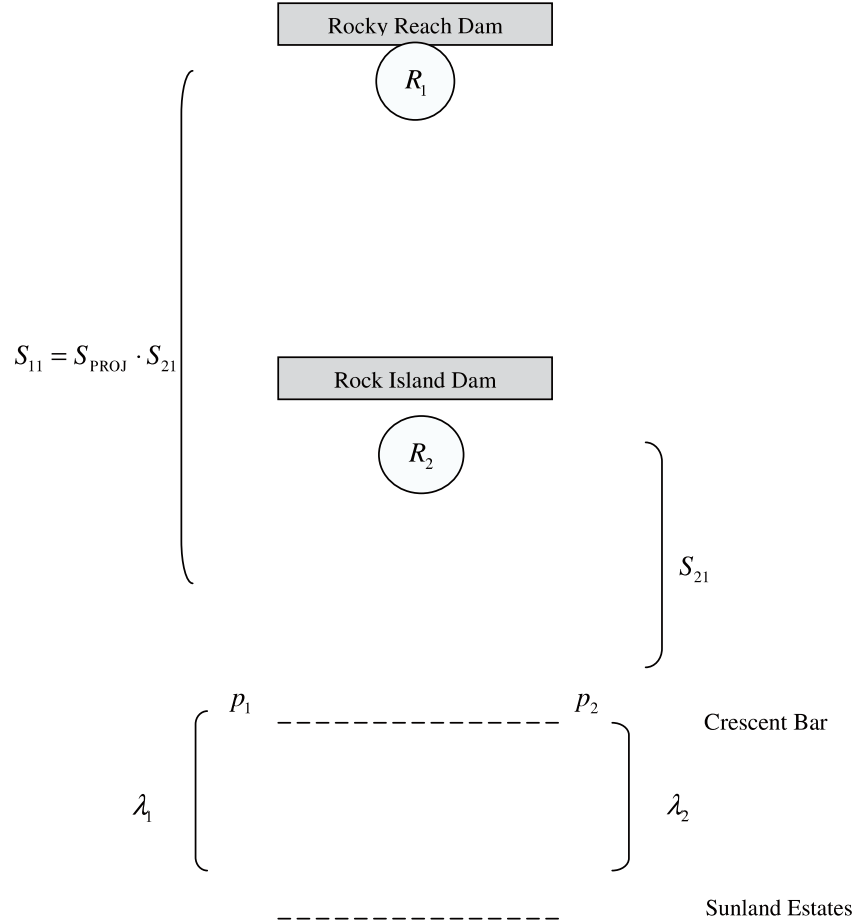 Rocky Reach Dam
R₁
S₁₁ = S_PROJ · S₂₁
Rock Island Dam
R₂
S₂₁
p₁ p₂
Crescent Bar
λ₁ λ₂
Sunland Estates